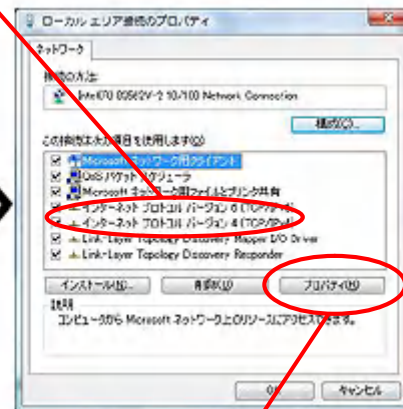 ローカル エリア接続のプロパティ
ネットワーク
接続の方法:
Intel(R) 82562V-2 10/100 Network Connection
構成(C)...
この接続は次の項目を使用します(O):
Microsoft ネットワーク用クライアント
QoS パケット スケジューラ
Microsoft ネットワーク用ファイルとプリンタ共有
インターネット プロトコル バージョン 6 (TCP/IPv6)
インターネット プロトコル バージョン 4 (TCP/IPv4)
Link-Layer Topology Discovery Mapper I/O Driver
Link-Layer Topology Discovery Responder
インストール(N)...
削除(U)
プロパティ(R)
説明
コンピュータから Microsoft ネットワーク上のリソースにアクセスできます。
OK
キャンセル